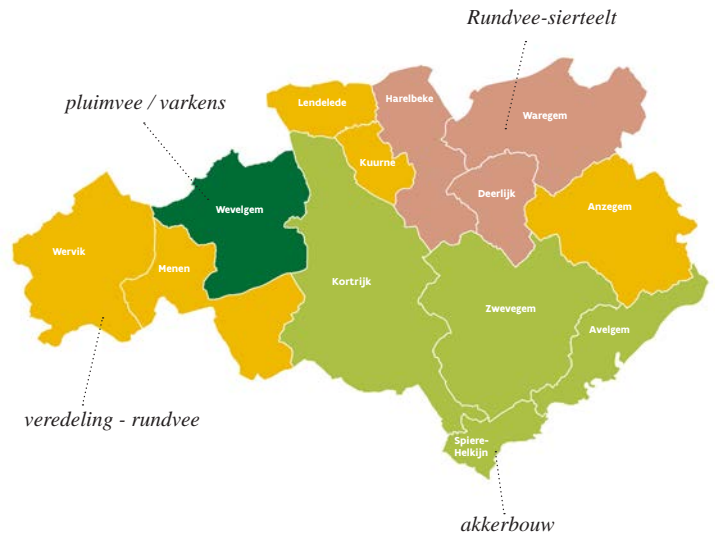 Rundvee-sierteelt
pluimvee / varkens
Lendelede
Harelbeke
Waregem
Kuurne
Deerlijk
Wevelgem
Anzegem
Wervik
Menen
Kortrijk
Zwevegem
Avelgem
veredeling - rundvee
Spiere-
Helkijn
akkerbouw